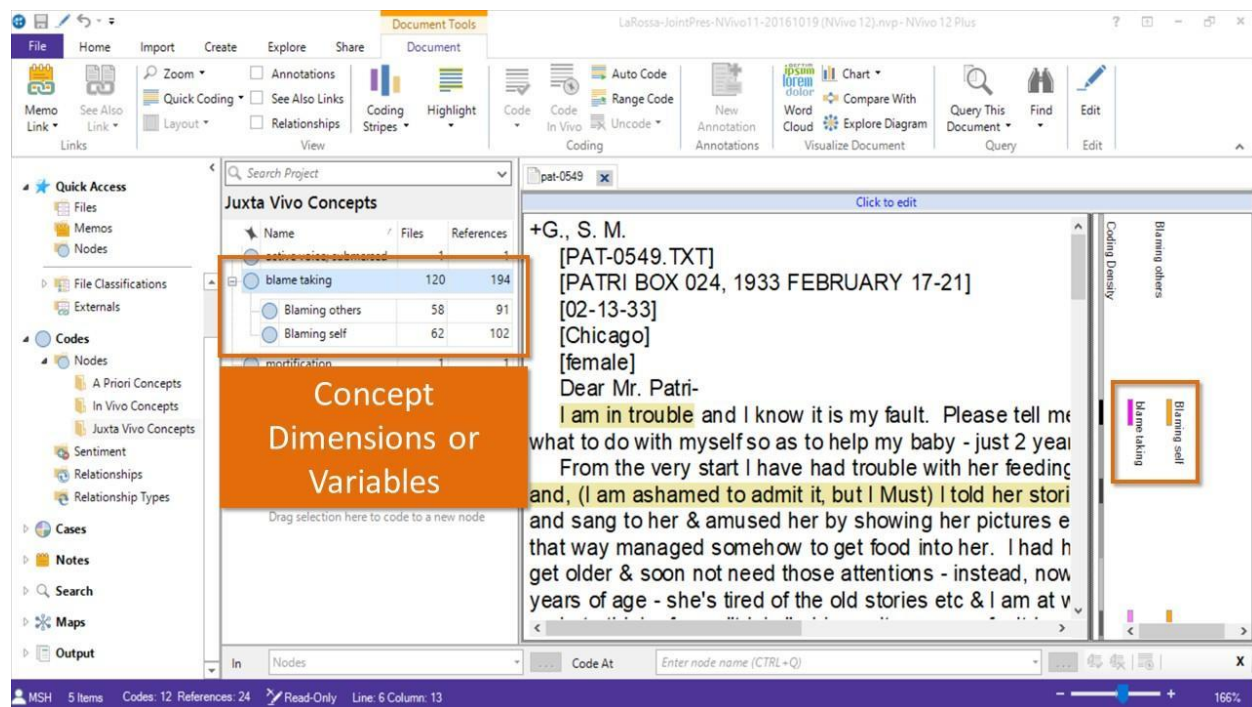 Document Tools
LaRossa-JointPres-NVivo11-20161019 (NVivo 12).nvp - NVivo 12 Plus
File Home Import Create Explore Share Document
Memo Link
See Also Link
Links
Zoom
Quick Coding
Layout
Annotations
See Also Links
Relationships
View
Coding Stripes
Highlight
Code
Code In Vivo
Auto Code
Range Code
Uncode
Coding
New Annotation
Annotations
Word Cloud
Chart
Compare With
Explore Diagram
Visualize Document
Query This Document
Find
Query
Edit
Edit
Quick Access
Files
Memos
Nodes
File Classifications
Externals
Codes
Nodes
A Priori Concepts
In Vivo Concepts
Juxta Vivo Concepts
Sentiment
Relationships
Relationship Types
Cases
Notes
Search
Maps
Output
Search Project
Juxta Vivo Concepts
Name Files References
blame taking 120 194
Blaming others 58 91
Blaming self 62 102
mortification 1 1
Concept
Dimensions or
Variables
Drag selection here to code to a new node
pat-0549
Click to edit
+G., S. M.
[PAT-0549.TXT]
[PATRI BOX 024, 1933 FEBRUARY 17-21]
[02-13-33]
[Chicago]
[female]
Dear Mr. Patri-
I am in trouble and I know it is my fault. Please tell me
what to do with myself so as to help my baby - just 2 year
From the very start I have had trouble with her feeding
and, (I am ashamed to admit it, but I Must) I told her stori
and sang to her & amused her by showing her pictures e
that way managed somehow to get food into her. I had h
get older & soon not need those attentions - instead, now
years of age - she's tired of the old stories etc & I am at w
Coding Density
Blaming others
blame taking
Blaming self
In Nodes
Code At
Enter node name (CTRL+Q)
MSH 5 Items Codes: 12 References: 24 Read-Only Line: 6 Column: 13
166%